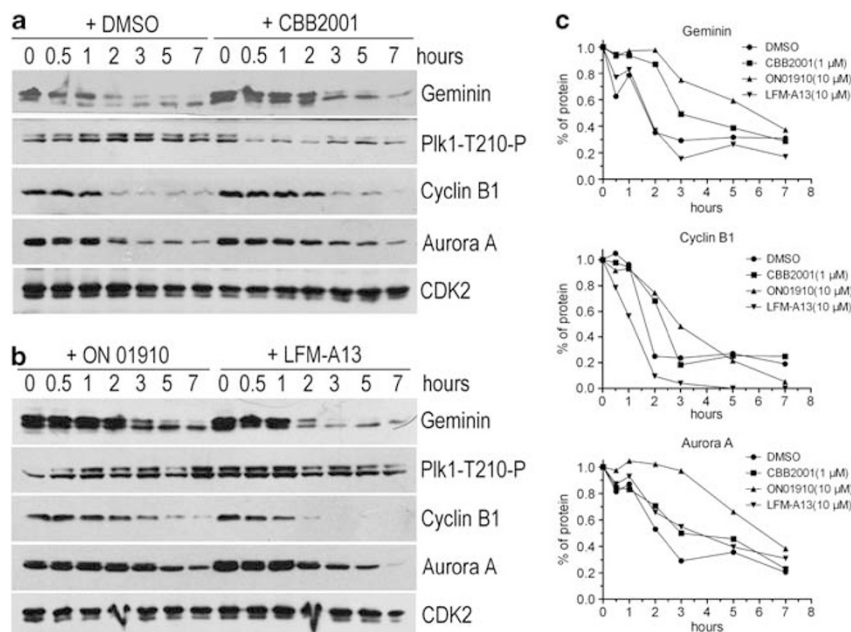 a
+ DMSO + CBB2001
0 0.5 1 2 3 5 7 0 0.5 1 2 3 5 7 hours
Geminin
Plk1-T210-P
Cyclin B1
Aurora A
CDK2
b
+ ON 01910 + LFM-A13
0 0.5 1 2 3 5 7 0 0.5 1 2 3 5 7 hours
Geminin
Plk1-T210-P
Cyclin B1
Aurora A
CDK2
c
Geminin
DMSO
CBB2001(1 µM)
ON01910(10 µM)
LFM-A13(10 µM)
% of protein
1.0
0.8
0.6
0.4
0.2
0.0
0 1 2 3 4 5 6 7 8
hours
Cyclin B1
DMSO
CBB2001(1 µM)
ON01910(10 µM)
LFM-A13(10 µM)
% of protein
1.0
0.8
0.6
0.4
0.2
0.0
0 1 2 3 4 5 6 7 8
hours
Aurora A
DMSO
CBB2001(1 µM)
ON01910(10 µM)
LFM-A13(10 µM)
% of protein
1.0
0.8
0.6
0.4
0.2
0.0
0 1 2 3 4 5 6 7 8
hours